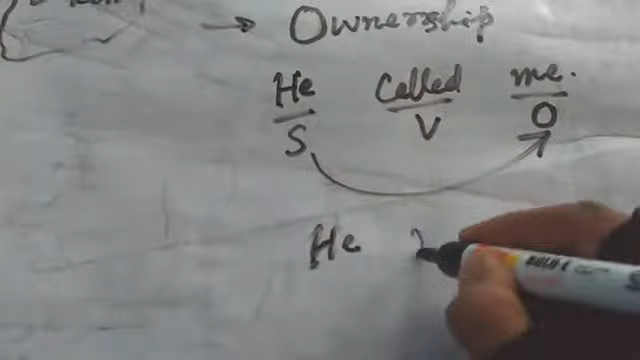 → Ownership
He Called me.
S V O
He